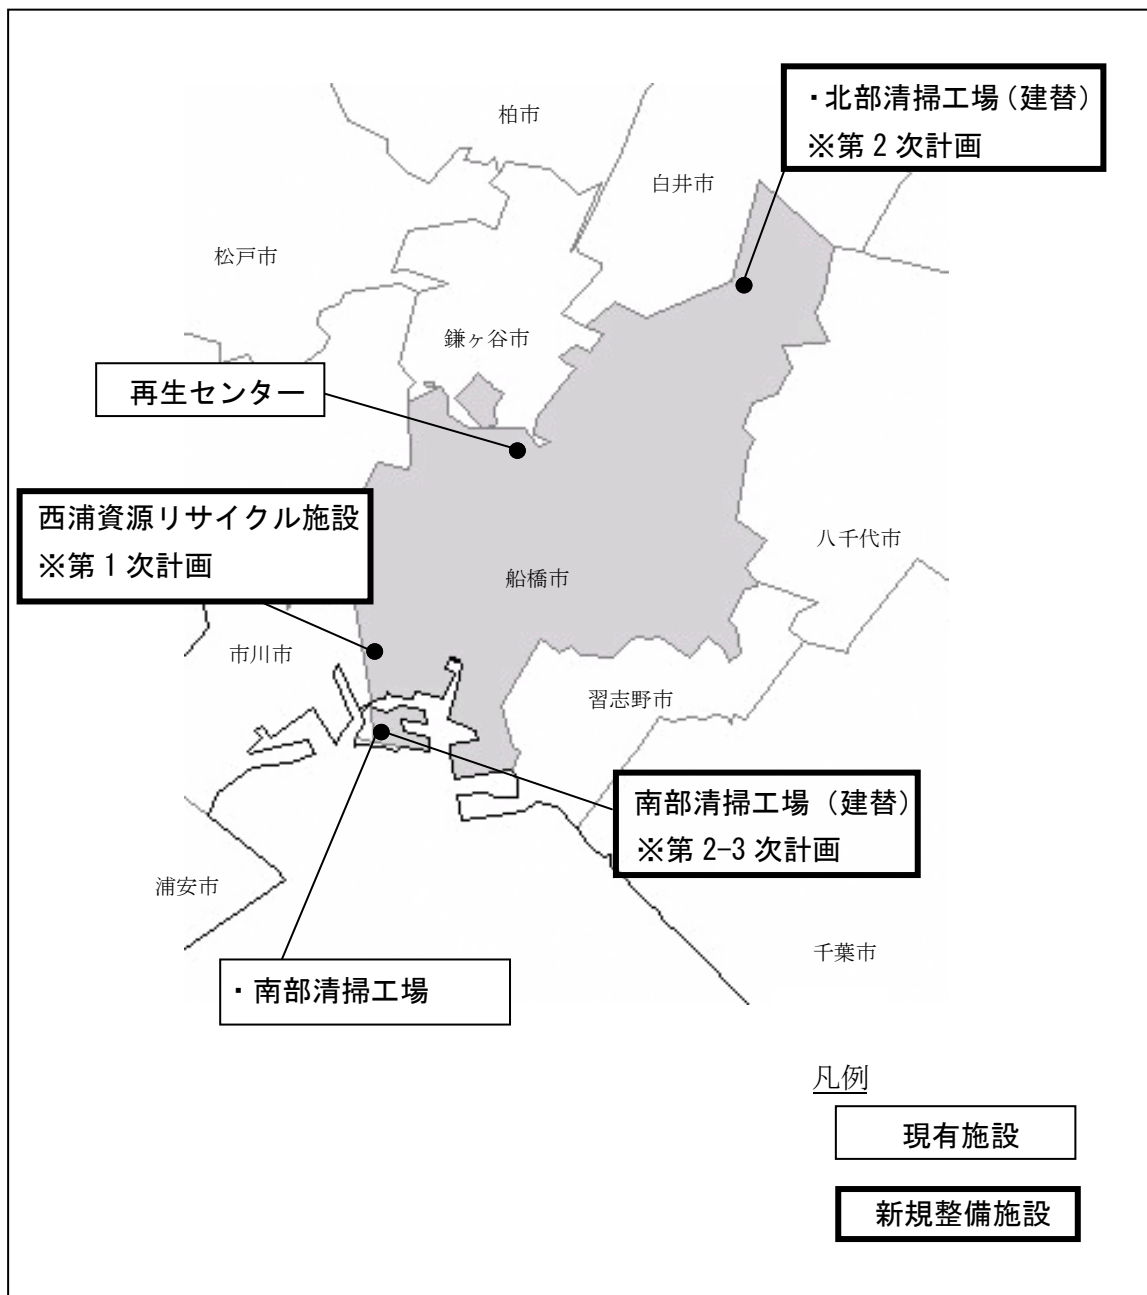 ・北部清掃工場（建替）
※第２次計画
柏市
白井市
松戸市
鎌ヶ谷市
再生センター
西浦資源リサイクル施設
※第１次計画
八千代市
船橋市
市川市
習志野市
南部清掃工場（建替）
※第 2-3 次計画
浦安市
千葉市
・南部清掃工場
凡例
現有施設
新規整備施設